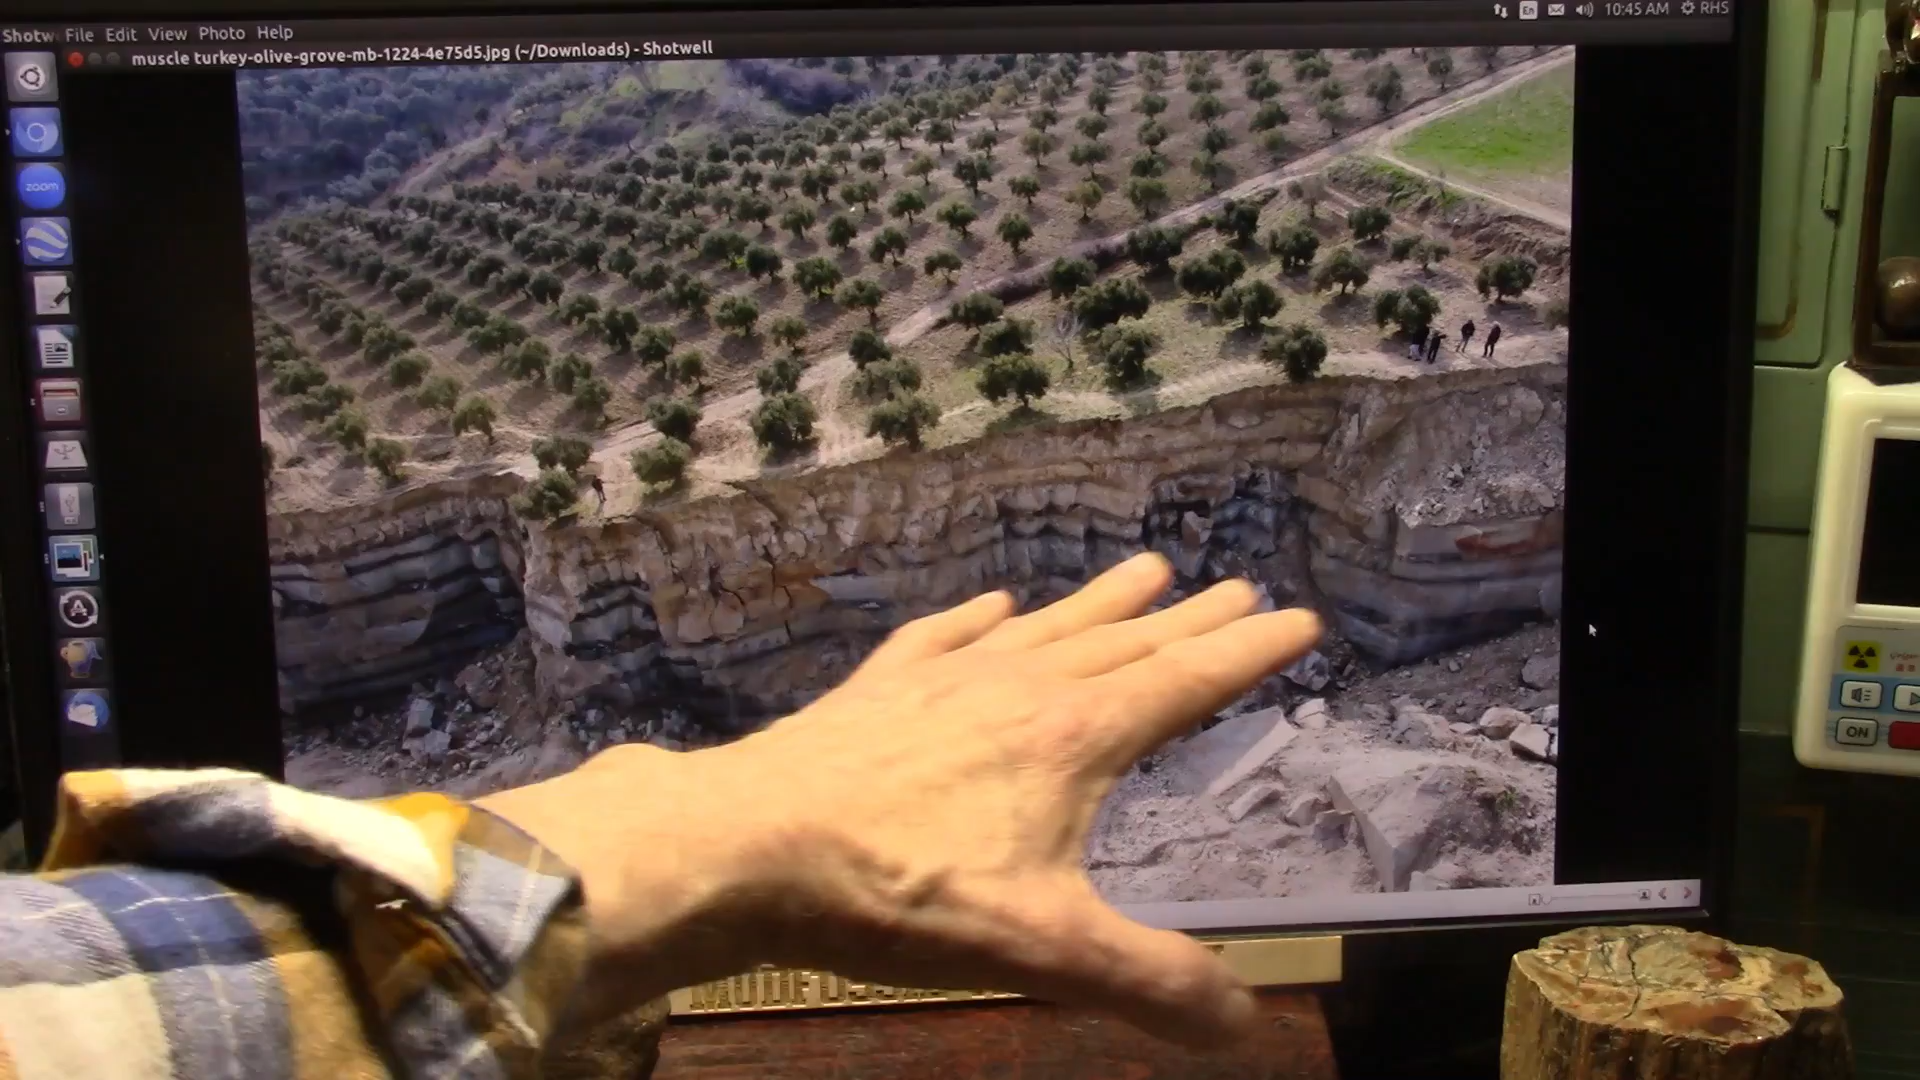 Shotw File Edit View Photo Help
En 10:45 AM RHS
muscle turkey-olive-grove-mb-1224-4e75d5.jpg (~/Downloads) - Shotwell
zoom
A
ON